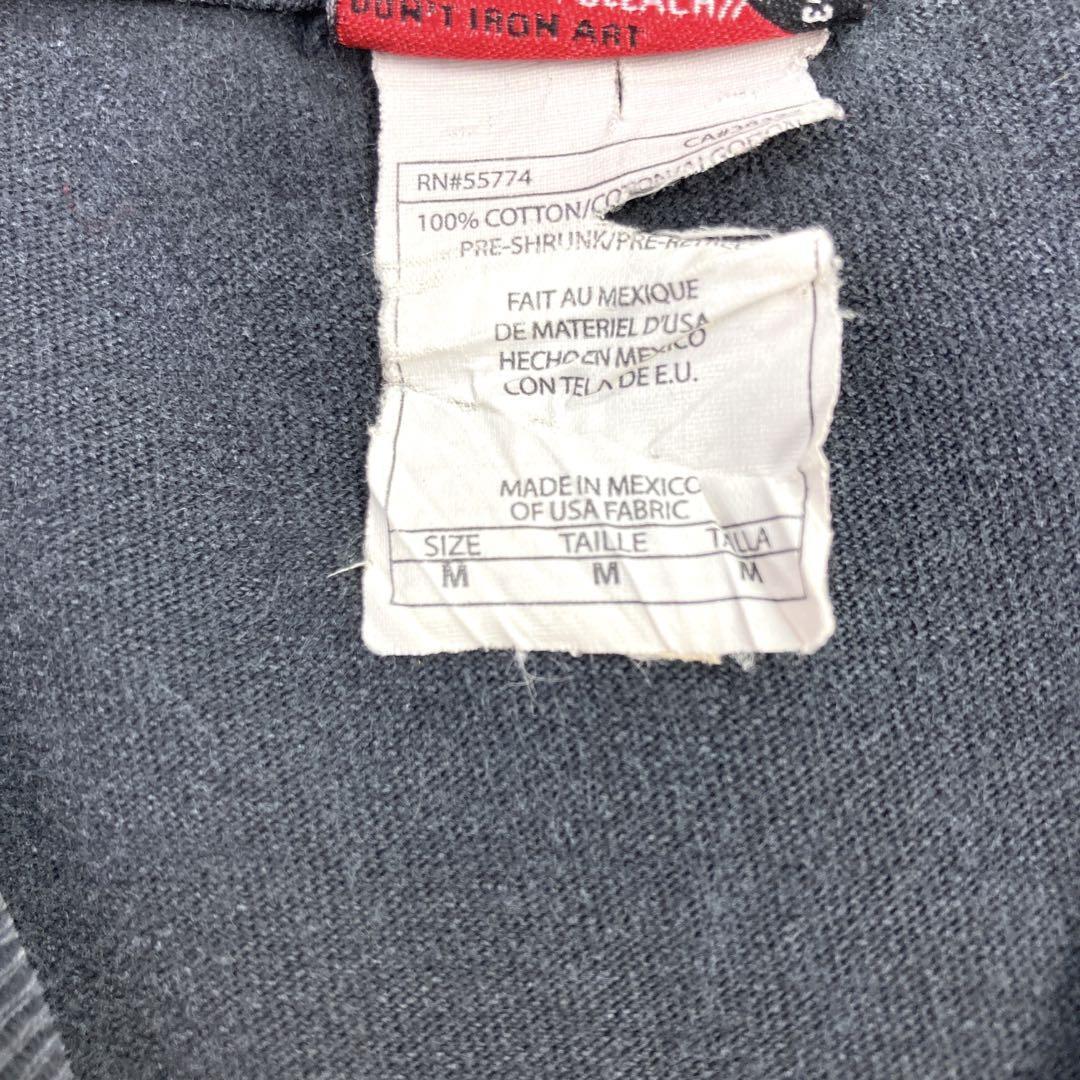 DON'T IRON ART
RN#55774
100% COTTON/
PRE-SHRUNK/PRE-
FAIT AU MEXIQUE
DE MATERIEL D'USA
HECHO EN MEXICO
CON TELA DE E.U.
MADE IN MEXICO
OF USA FABRIC
SIZE TAILLE TALLA
M M M